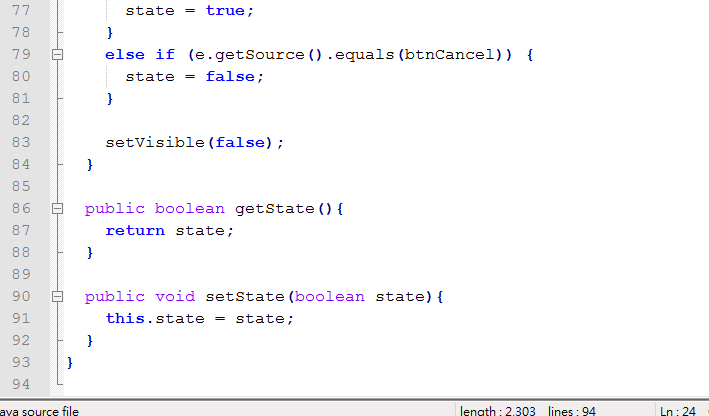 77 state = true;
78 }
79 else if (e.getSource().equals(btnCancel)) {
80 state = false;
81 }
82
83 setVisible(false);
84 }
85
86 public boolean getState(){
87 return state;
88 }
89
90 public void setState(boolean state){
91 this.state = state;
92 }
93 }
94
ava source file length : 2,303 lines : 94 Ln : 24